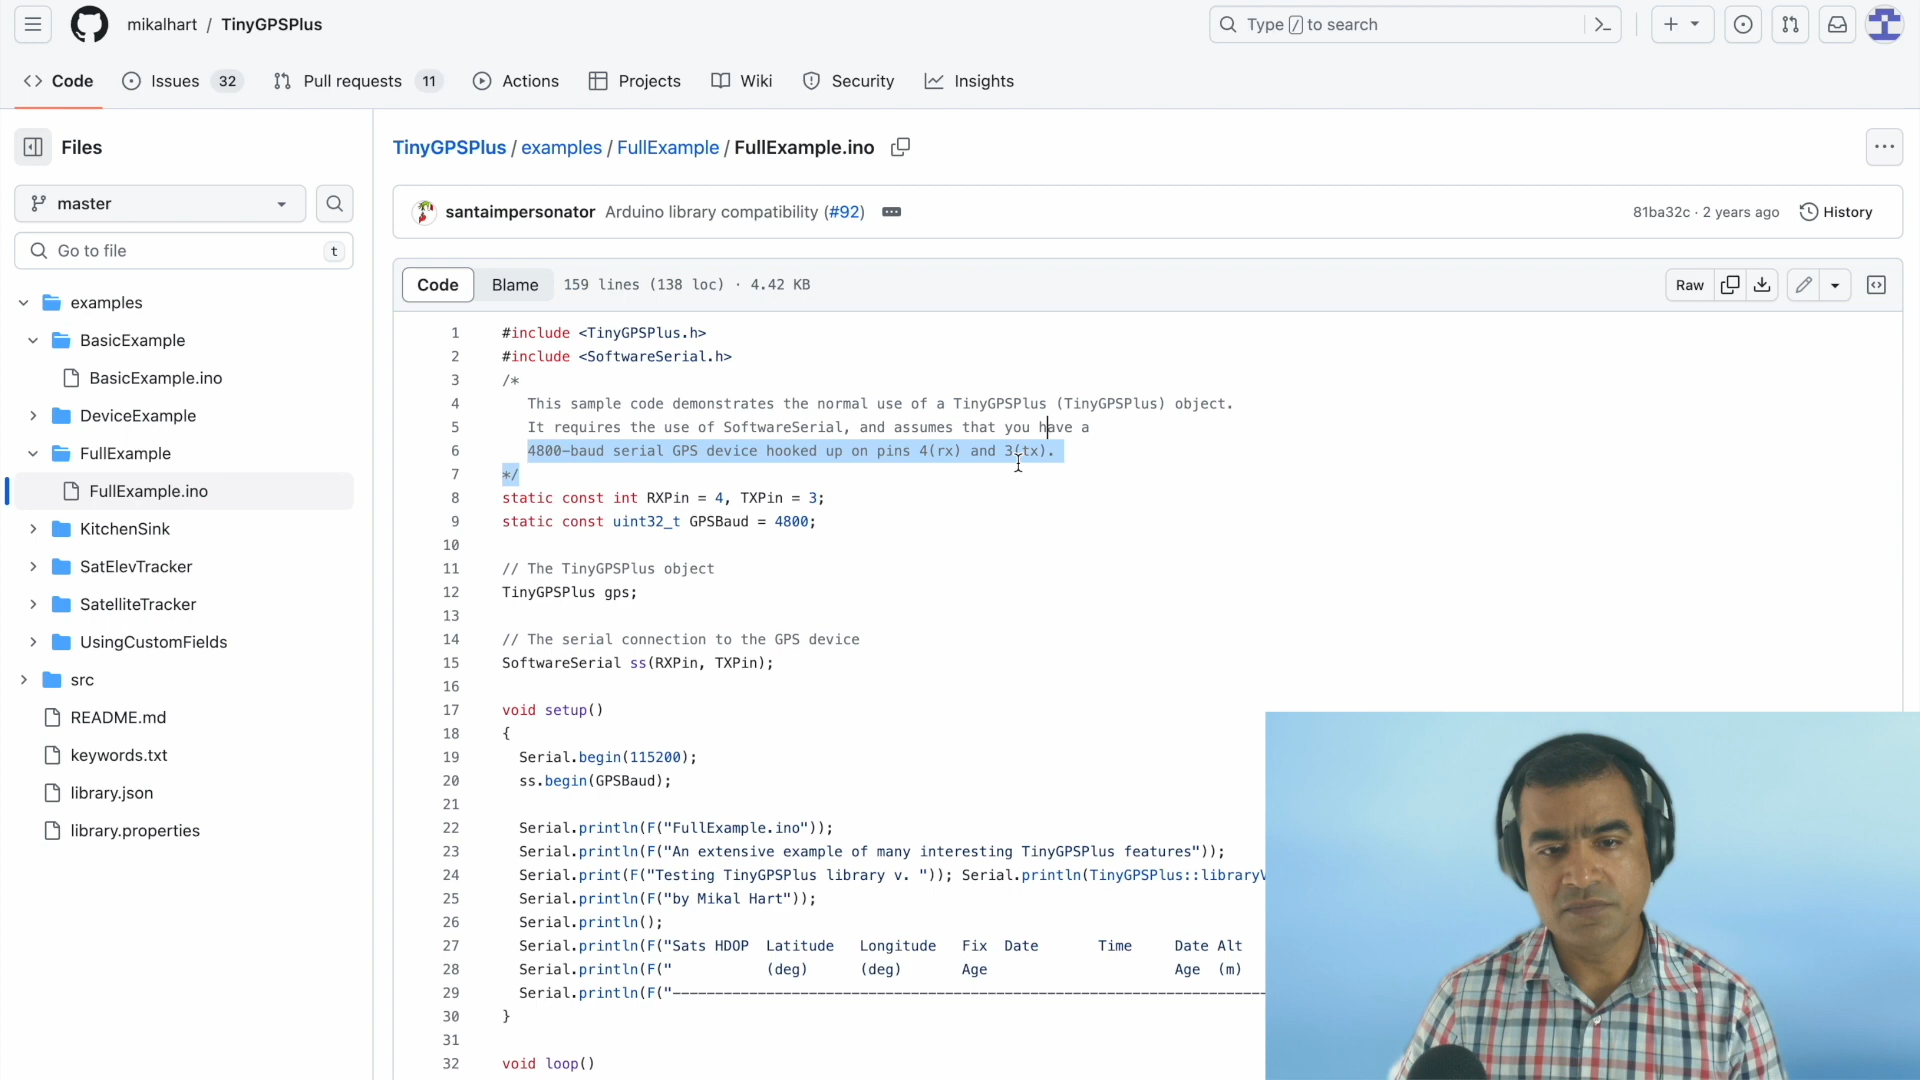 mikalhart / TinyGPSPlus
Type / to search
Code
Issues 32
Pull requests 11
Actions
Projects
Wiki
Security
Insights
Files
master
Go to file
t
examples
BasicExample
BasicExample.ino
DeviceExample
FullExample
FullExample.ino
KitchenSink
SatElevTracker
SatelliteTracker
UsingCustomFields
src
README.md
keywords.txt
library.json
library.properties
TinyGPSPlus / examples / FullExample / FullExample.ino
santaimpersonator Arduino library compatibility (#92)
81ba32c · 2 years ago
History
Code
Blame
159 lines (138 loc) · 4.42 KB
Raw
1 #include <TinyGPSPlus.h>
2 #include <SoftwareSerial.h>
3 /*
4 This sample code demonstrates the normal use of a TinyGPSPlus (TinyGPSPlus) object.
5 It requires the use of SoftwareSerial, and assumes that you have a
6 4800-baud serial GPS device hooked up on pins 4(rx) and 3(tx).
7 */
8 static const int RXPin = 4, TXPin = 3;
9 static const uint32_t GPSBaud = 4800;
10
11 // The TinyGPSPlus object
12 TinyGPSPlus gps;
13
14 // The serial connection to the GPS device
15 SoftwareSerial ss(RXPin, TXPin);
16
17 void setup()
18 {
19 Serial.begin(115200);
20 ss.begin(GPSBaud);
21
22 Serial.println(F("FullExample.ino"));
23 Serial.println(F("An extensive example of many interesting TinyGPSPlus features"));
24 Serial.print(F("Testing TinyGPSPlus library v. ")); Serial.println(TinyGPSPlus::libraryV
25 Serial.println(F("by Mikal Hart"));
26 Serial.println();
27 Serial.println(F("Sats HDOP  Latitude   Longitude   Fix  Date       Time      Date Alt
28 Serial.println(F("           (deg)      (deg)       Age                      Age  (m)
29 Serial.println(F("----------------------------------------------------------------------
30 }
31
32 void loop()